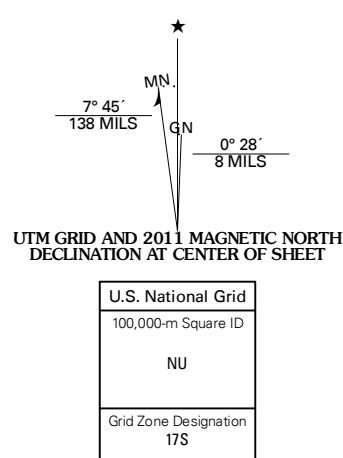 M.N.
7° 45´
138 MILS
GN
0° 28´
8 MILS
UTM GRID AND 2011 MAGNETIC NORTH
DECLINATION AT CENTER OF SHEET
U.S. National Grid
100,000-m Square ID
NU
Grid Zone Designation
17S